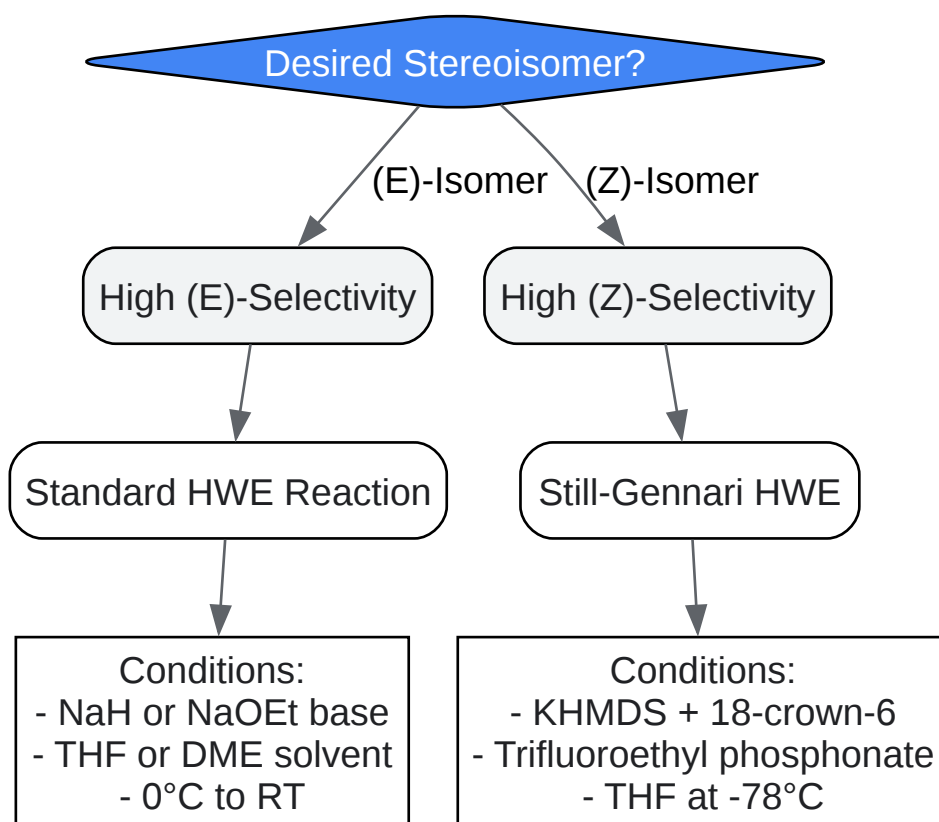 Desired Stereoisomer?
(E)-Isomer
(Z)-Isomer
High (E)-Selectivity
High (Z)-Selectivity
Standard HWE Reaction
Still-Gennari HWE
Conditions:
- NaH or NaOEt base
- THF or DME solvent
- 0°C to RT
Conditions:
- KHMDS + 18-crown-6
- Trifluoroethyl phosphonate
- THF at -78°C